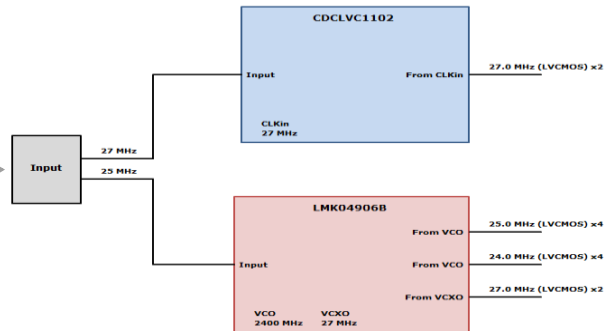 CDCLVC1102
Input
From CLKin
27.0 MHz (LVCMOS) x2
CLKin
27 MHz
27 MHz
Input
25 MHz
LMK04906B
From VCO
25.0 MHz (LVCMOS) x4
Input
From VCO
24.0 MHz (LVCMOS) x4
From VCXO
27.0 MHz (LVCMOS) x2
VCO
2400 MHz
VCXO
27 MHz